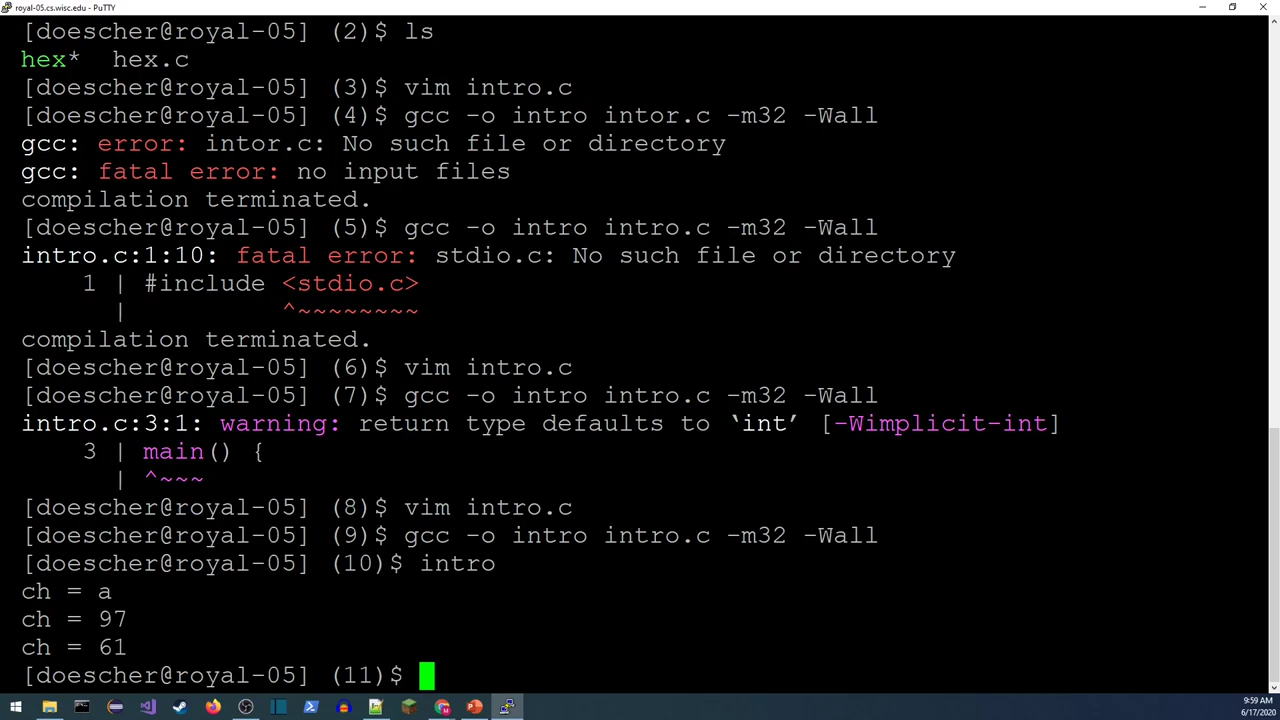 royal-05.cs.wisc.edu - PuTTY
[doescher@royal-05] (2)$ ls
hex*  hex.c
[doescher@royal-05] (3)$ vim intro.c
[doescher@royal-05] (4)$ gcc -o intro intor.c -m32 -Wall
gcc: error: intor.c: No such file or directory
gcc: fatal error: no input files
compilation terminated.
[doescher@royal-05] (5)$ gcc -o intro intro.c -m32 -Wall
intro.c:1:10: fatal error: stdio.c: No such file or directory
    1 | #include <stdio.c>
      |          ^~~~~~~~~
compilation terminated.
[doescher@royal-05] (6)$ vim intro.c
[doescher@royal-05] (7)$ gcc -o intro intro.c -m32 -Wall
intro.c:3:1: warning: return type defaults to ‘int’ [-Wimplicit-int]
    3 | main() {
      | ^~~~
[doescher@royal-05] (8)$ vim intro.c
[doescher@royal-05] (9)$ gcc -o intro intro.c -m32 -Wall
[doescher@royal-05] (10)$ intro
ch = a
ch = 97
ch = 61
[doescher@royal-05] (11)$
9:59 AM
6/17/2020